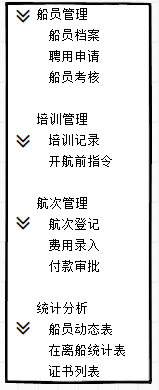 船员管理
船员档案
聘用申请
船员考核
培训管理
培训记录
开航前指令
航次管理
航次登记
费用录入
付款审批
统计分析
船员动态表
在离船统计表
证书列表